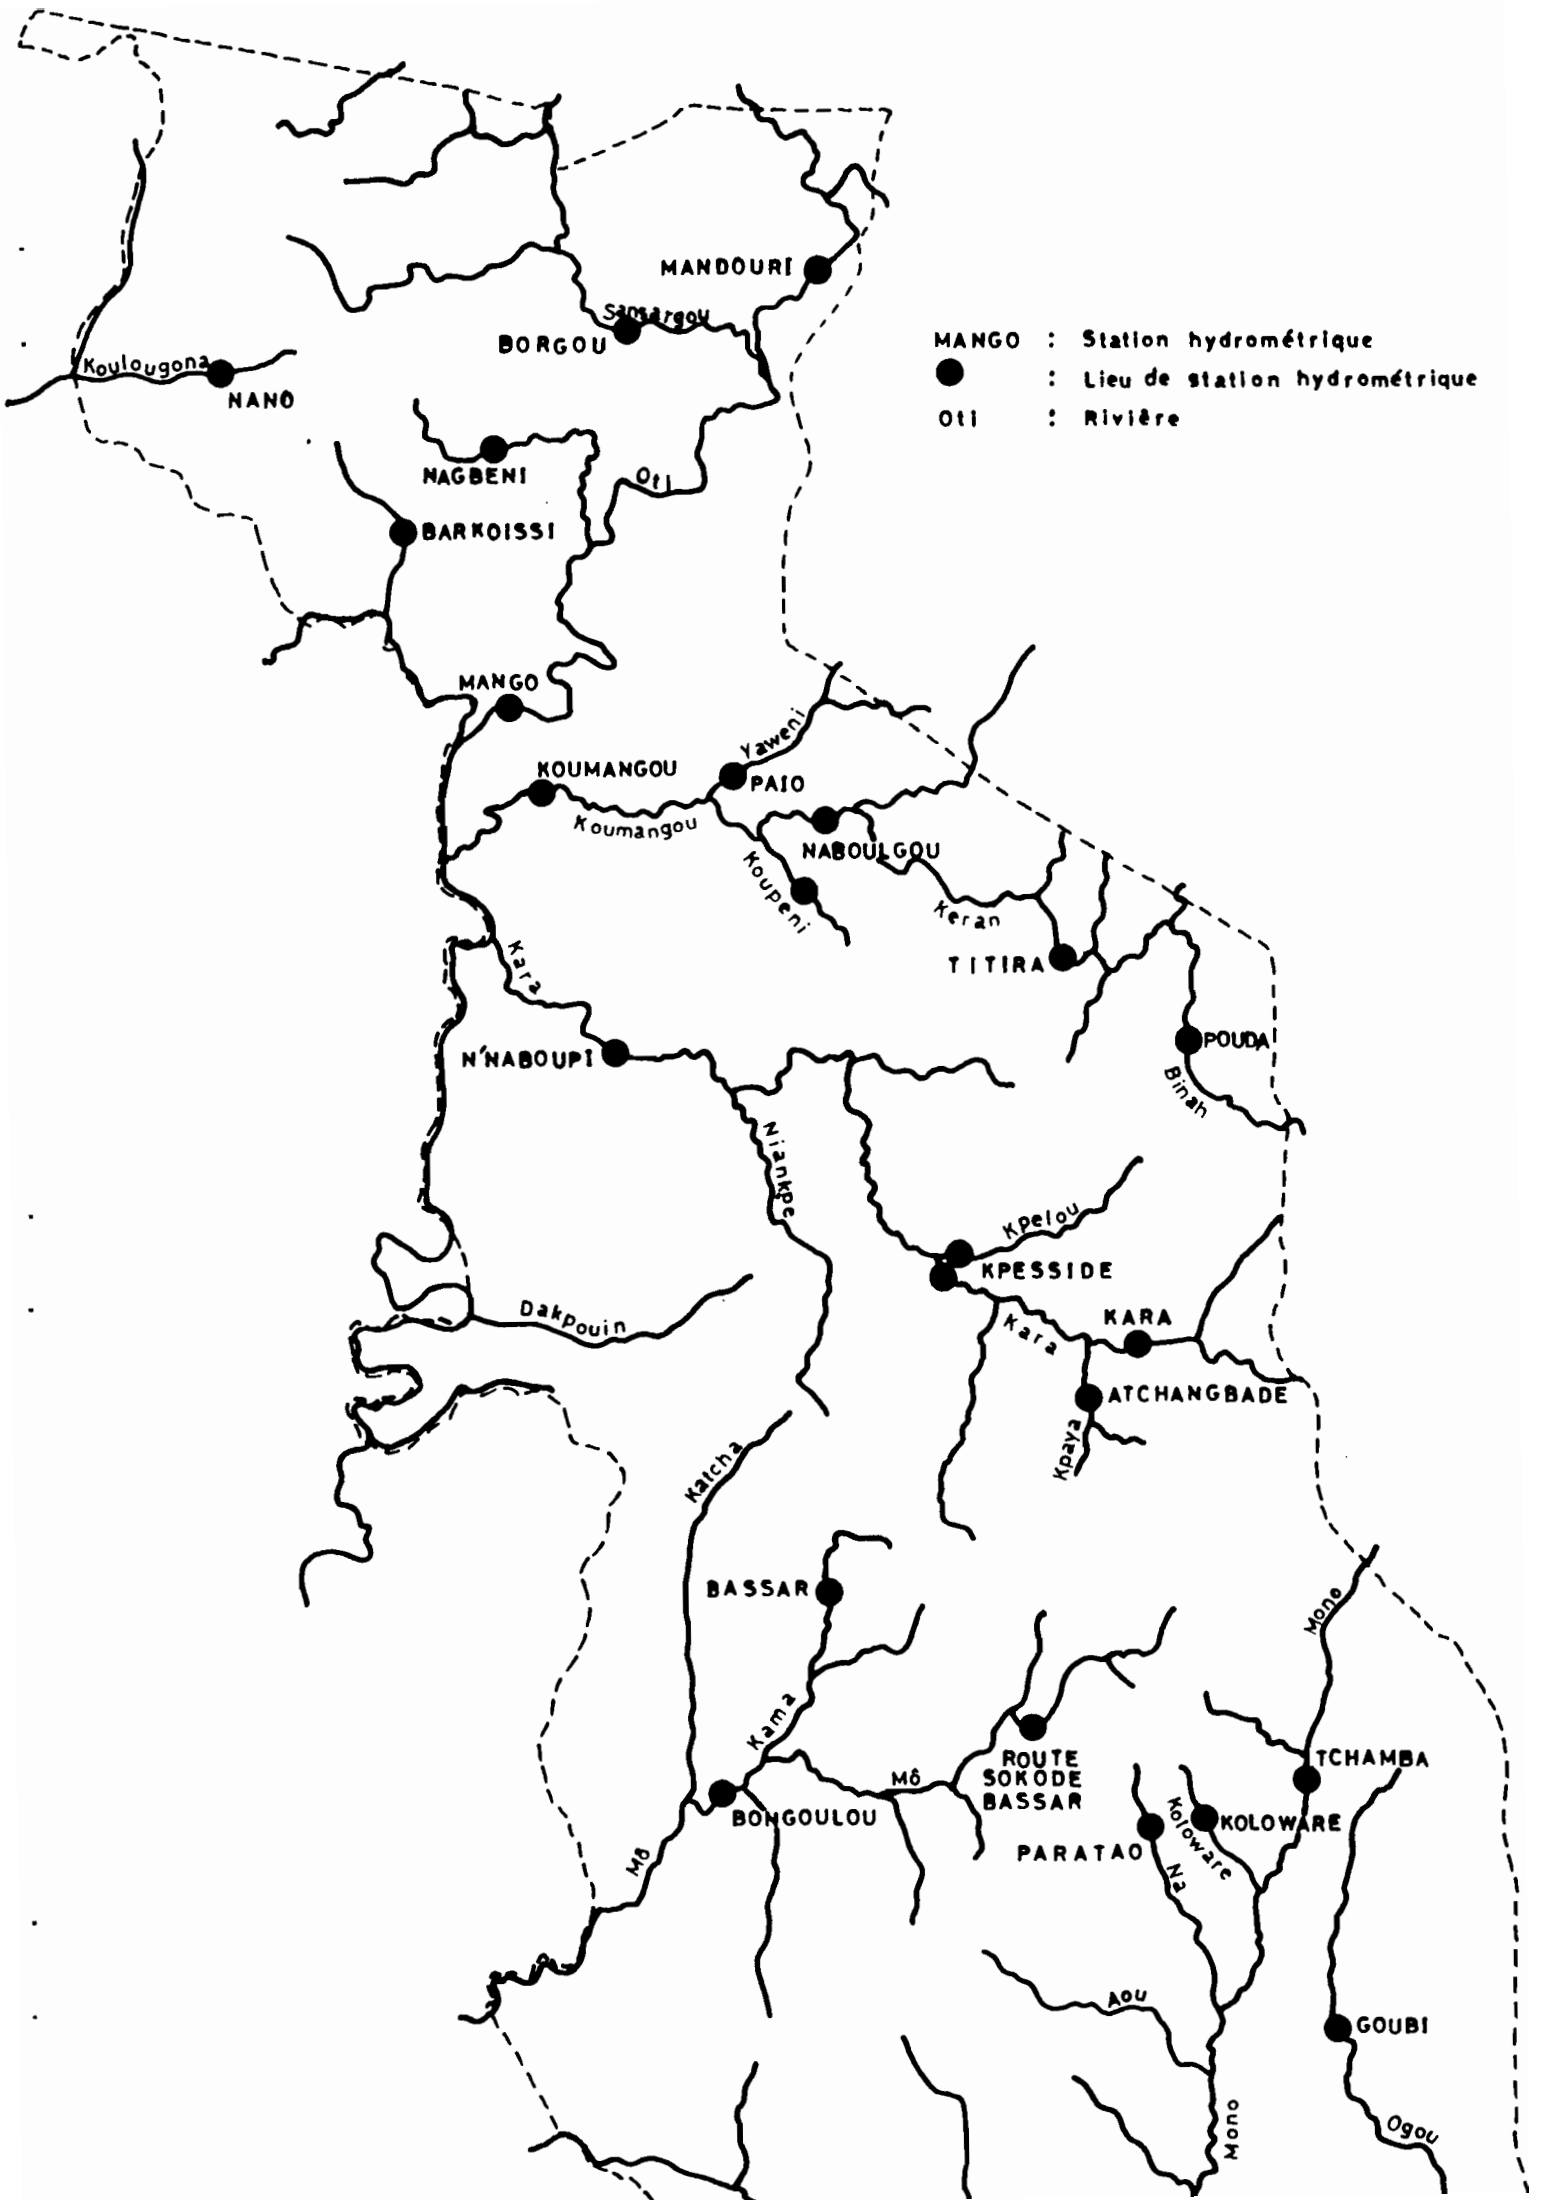 MANDOURI
Sansargou
BORGOU
MANGO : Station hydrométrique
: Lieu de station hydrométrique
Oti : Rivière
Koulougona
NANO
NAGBENI
Oti
BARKOISSI
MANGO
Yaweni
KOUMANGOU
PAIO
Koumangou
NABOULGOU
Koupeni
Keran
Kara
TITIRA
N'NABOUPI
POUDA
Binah
Niankpe
Kpelou
KPESSIDE
Dakpouin
Kara
KARA
ATCHANGBADE
Kpaya
Katcha
BASSAR
Mono
Kama
ROUTE
SOKODE
BASSAR
TCHAMBA
Mô
BONGOULOU
Koloware
KOLOWARE
PARATAO
Mô
Na
Aou
GOUBI
Mono
Ogou